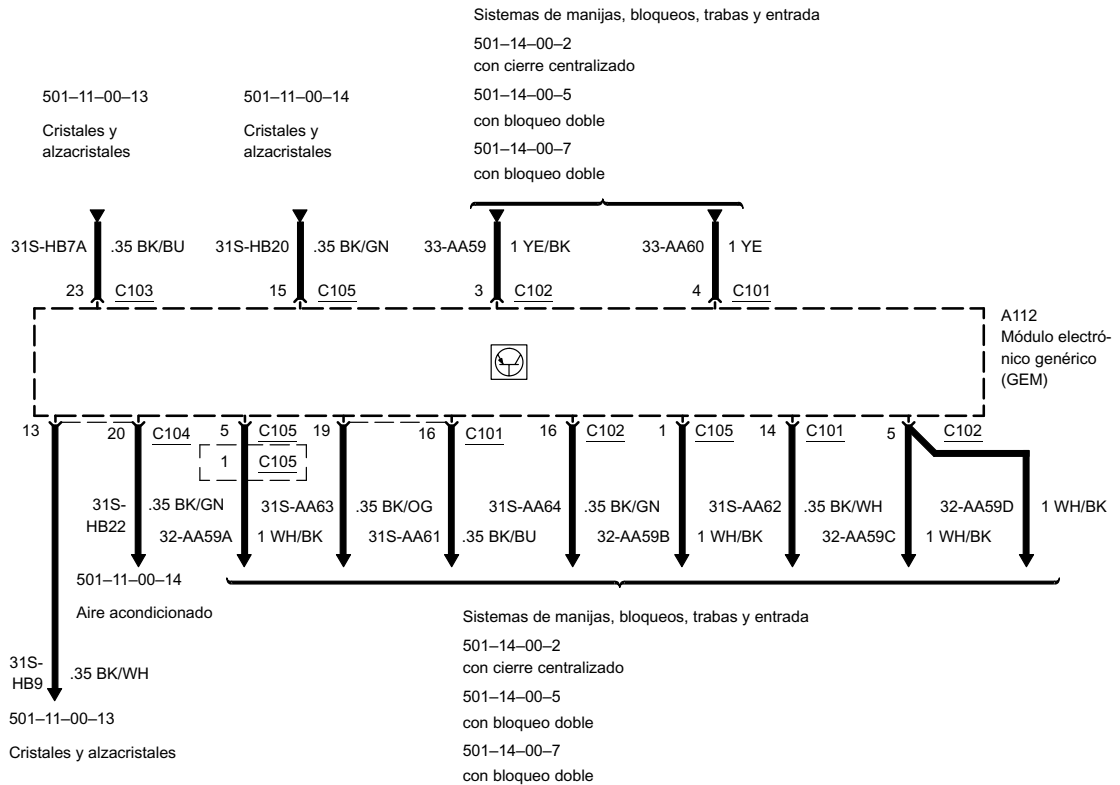 Sistemas de manijas, bloqueos, trabas y entrada
501–14–00–2
con cierre centralizado
501–11–00–13
501–11–00–14
501–14–00–5
Cristales y
alzacristales
Cristales y
alzacristales
con bloqueo doble
501–14–00–7
con bloqueo doble
31S-HB7A .35 BK/BU
31S-HB20 .35 BK/GN
33-AA59 1 YE/BK
33-AA60 1 YE
23 C103
15 C105
3 C102
4 C101
A112
Módulo electró-
nico genérico
(GEM)
13
20 C104
5 C105
19
16 C101
16 C102
1 C105
14 C101
5 C102
1 C105
31S-
HB22
.35 BK/GN
31S-AA63 .35 BK/OG
31S-AA64 .35 BK/GN
31S-AA62 .35 BK/WH
32-AA59D 1 WH/BK
32-AA59A 1 WH/BK
31S-AA61 .35 BK/BU
32-AA59B 1 WH/BK
32-AA59C 1 WH/BK
501–11–00–14
Aire acondicionado
Sistemas de manijas, bloqueos, trabas y entrada
501–14–00–2
con cierre centralizado
501–14–00–5
con bloqueo doble
501–14–00–7
con bloqueo doble
31S-
HB9
.35 BK/WH
501–11–00–13
Cristales y alzacristales